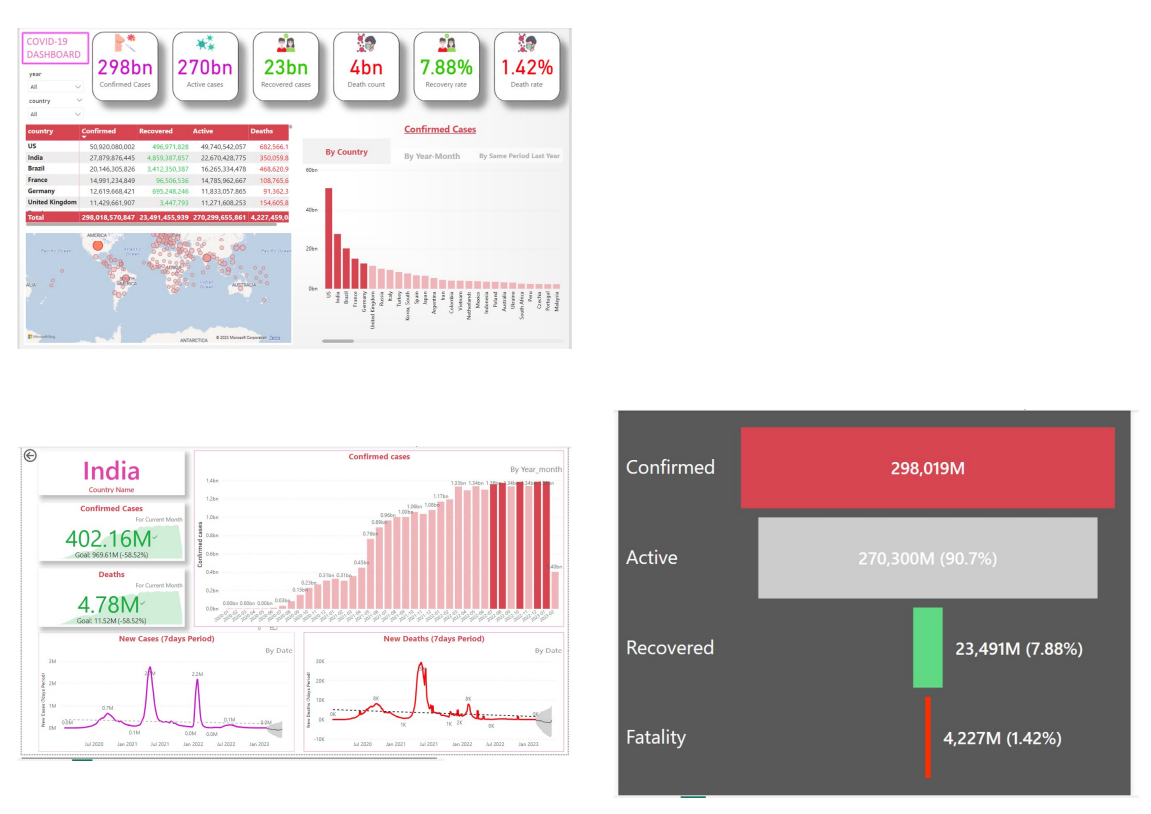 COVID-19
DASHBOARD
year
All
country
All
298bn
Confirmed Cases
270bn
Active cases
23bn
Recovered cases
4bn
Death count
7.88%
Recovery rate
1.42%
Death rate
country Confirmed Recovered Active Deaths
US 50,920,080,002 496,971,828 49,740,542,057 682,566,1
India 27,879,876,445 4,859,387,857 22,670,428,775 350,059,8
Brazil 20,146,305,826 3,412,350,387 16,265,334,478 468,620,9
France 14,991,234,849 96,506,536 14,785,962,667 108,765,6
Germany 12,619,668,421 695,248,246 11,833,057,865 91,362,3
United Kingdom 11,429,661,907 3,447,793 11,271,608,253 154,605,8
Total 298,018,570,847 23,491,455,939 270,299,655,861 4,227,459,0
Confirmed Cases
By Country By Year-Month By Same Period Last Year
60bn
40bn
20bn
0bn
US
India
Brazil
France
Germany
United Kingdom
Russia
Italy
Turkey
Korea, South
Spain
Japan
Argentina
Iran
Colombia
Vietnam
Netherlands
Mexico
Indonesia
Poland
Australia
Ukraine
South Africa
Peru
Czechia
Portugal
Malaysia
AMERICA
Pacific Ocean
AFRICA
AUSTRALIA
ANTARCTICA
© 2023 Microsoft Corporation Terms
India
Country Name
Confirmed Cases
For Current Month
402.16M
Goal: 969.61M (-58.52%)
Deaths
For Current Month
4.78M
Goal: 11.52M (-58.52%)
Confirmed cases
By Year_month
Confirmed cases
1.4bn
1.2bn
1.0bn
0.8bn
0.6bn
0.4bn
0.2bn
0.0bn
0.00bn 0.00bn 0.00bn 0.03bn 0.15bn 0.23bn 0.31bn 0.31bn 0.45bn 0.76bn 0.89bn 0.96bn 1.00bn 1.06bn 1.08bn 1.17bn 1.33bn 1.34bn
New Cases (7days Period)
By Date
New Cases (7days Period)
3M
2M
1M
0M
0.0M 0.7M 0.1M 2.2M 0.0M 0.0M 0.1M 0.0M
Jul 2020 Jan 2021 Jul 2021 Jan 2022 Jul 2022 Jan 2023
New Deaths (7days Period)
By Date
New Deaths (7days Period)
30K
20K
10K
0K
-10K
0K 8K 1K 1K 2K 8K 0K 0K
Jul 2020 Jan 2021 Jul 2021 Jan 2022 Jul 2022 Jan 2023
Confirmed 298,019M
Active 270,300M (90.7%)
Recovered 23,491M (7.88%)
Fatality 4,227M (1.42%)